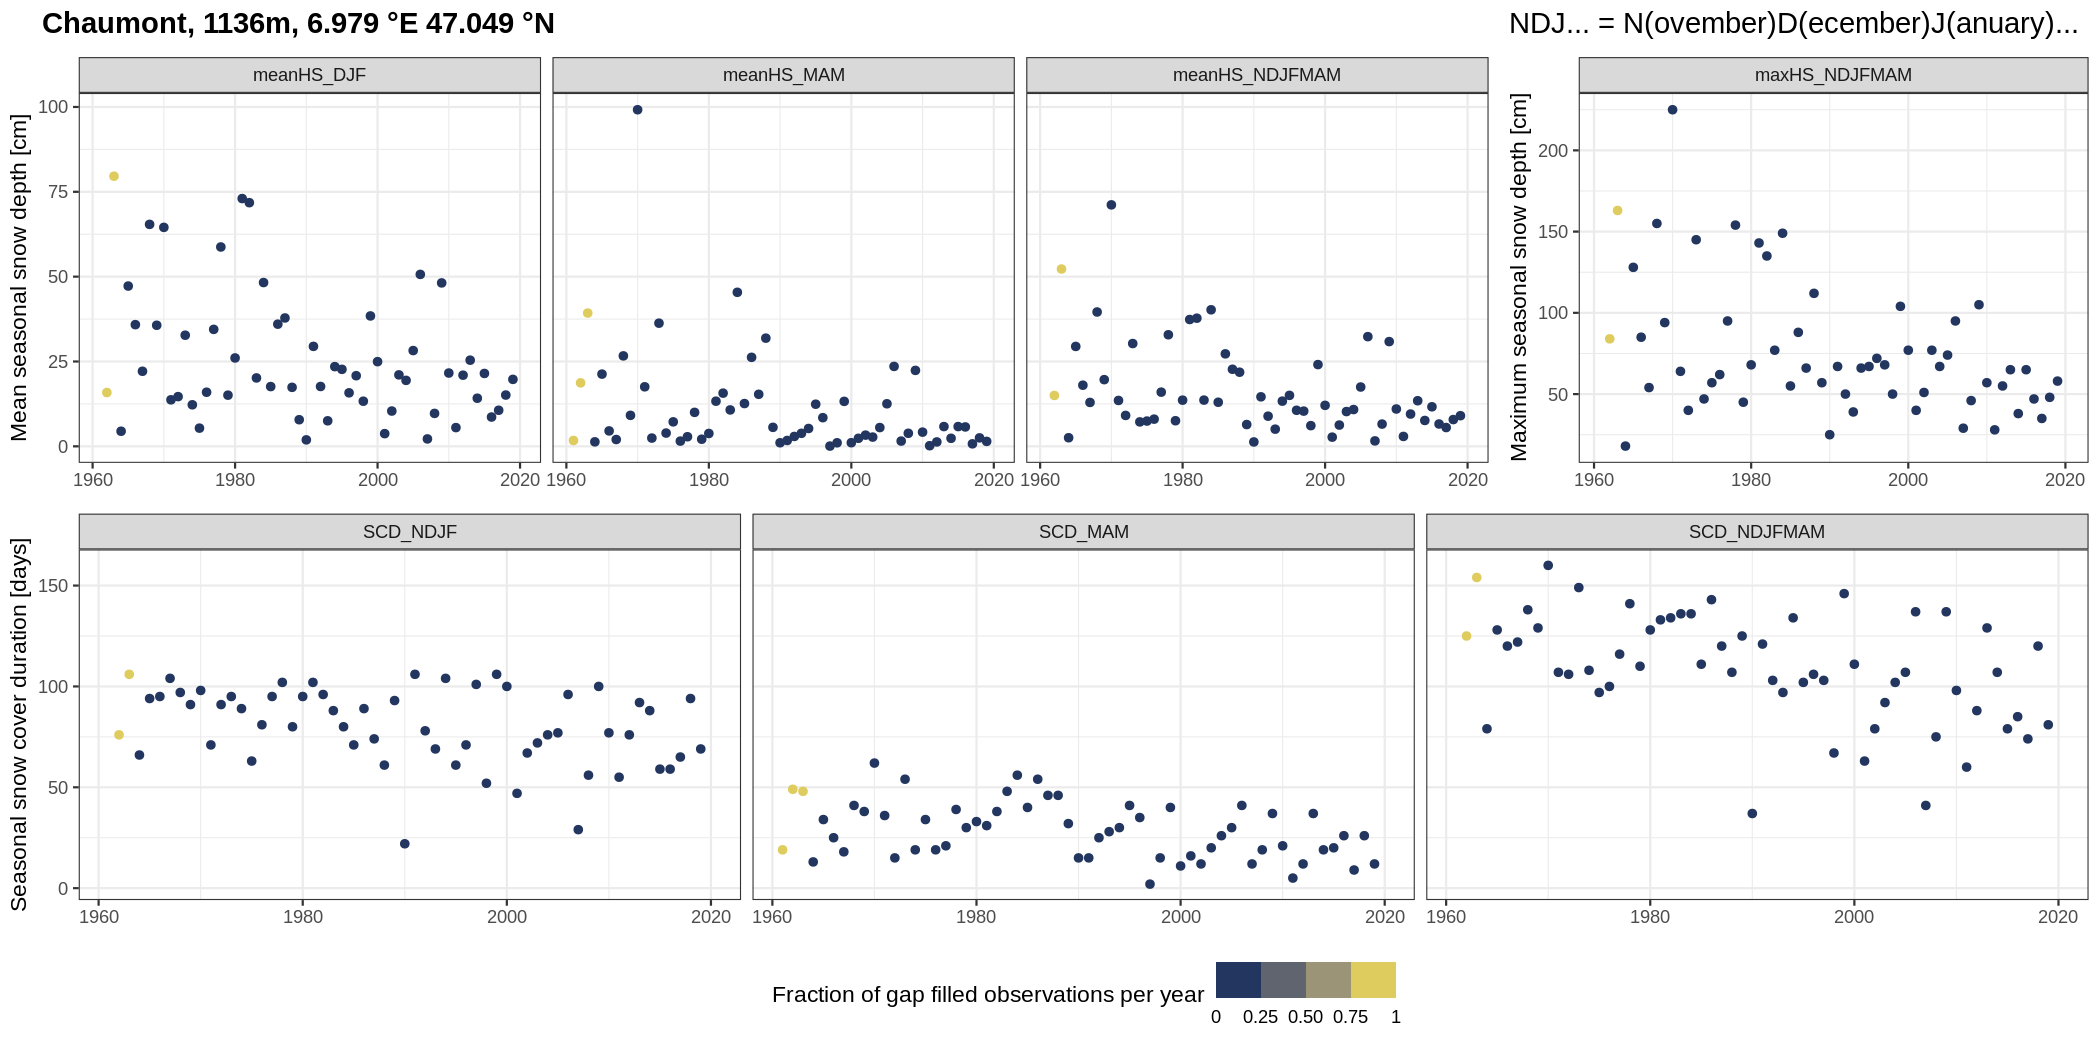 Chaumont, 1136m, 6.979 °E 47.049 °N
NDJ... = N(ovember)D(ecember)J(anuary)...
meanHS_DJF
meanHS_MAM
meanHS_NDJFMAM
maxHS_NDJFMAM
Mean seasonal snow depth [cm]
100
75
50
25
0
1960 1980 2000 2020
1960 1980 2000 2020
1960 1980 2000 2020
Maximum seasonal snow depth [cm]
200
150
100
50
1960 1980 2000 2020
SCD_NDJF
SCD_MAM
SCD_NDJFMAM
Seasonal snow cover duration [days]
150
100
50
0
1960 1980 2000 2020
1960 1980 2000 2020
1960 1980 2000 2020
Fraction of gap filled observations per year
0 0.25 0.50 0.75 1